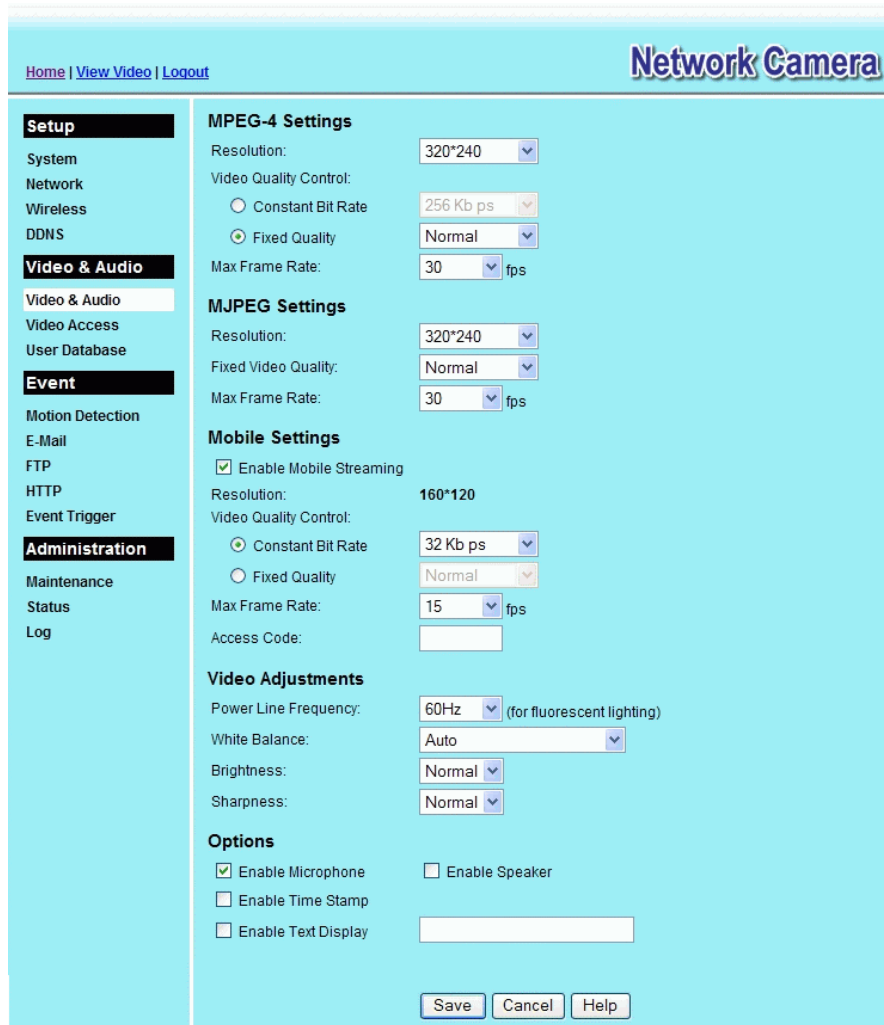 Home | View Video | Logout
Network Camera
Setup
System
Network
Wireless
DDNS
Video & Audio
Video & Audio
Video Access
User Database
Event
Motion Detection
E-Mail
FTP
HTTP
Event Trigger
Administration
Maintenance
Status
Log
MPEG-4 Settings
Resolution: 320*240
Video Quality Control:
Constant Bit Rate 256 Kb ps
Fixed Quality Normal
Max Frame Rate: 30 fps
MJPEG Settings
Resolution: 320*240
Fixed Video Quality: Normal
Max Frame Rate: 30 fps
Mobile Settings
Enable Mobile Streaming
Resolution: 160*120
Video Quality Control:
Constant Bit Rate 32 Kb ps
Fixed Quality Normal
Max Frame Rate: 15 fps
Access Code:
Video Adjustments
Power Line Frequency: 60Hz (for fluorescent lighting)
White Balance: Auto
Brightness: Normal
Sharpness: Normal
Options
Enable Microphone Enable Speaker
Enable Time Stamp
Enable Text Display
Save Cancel Help